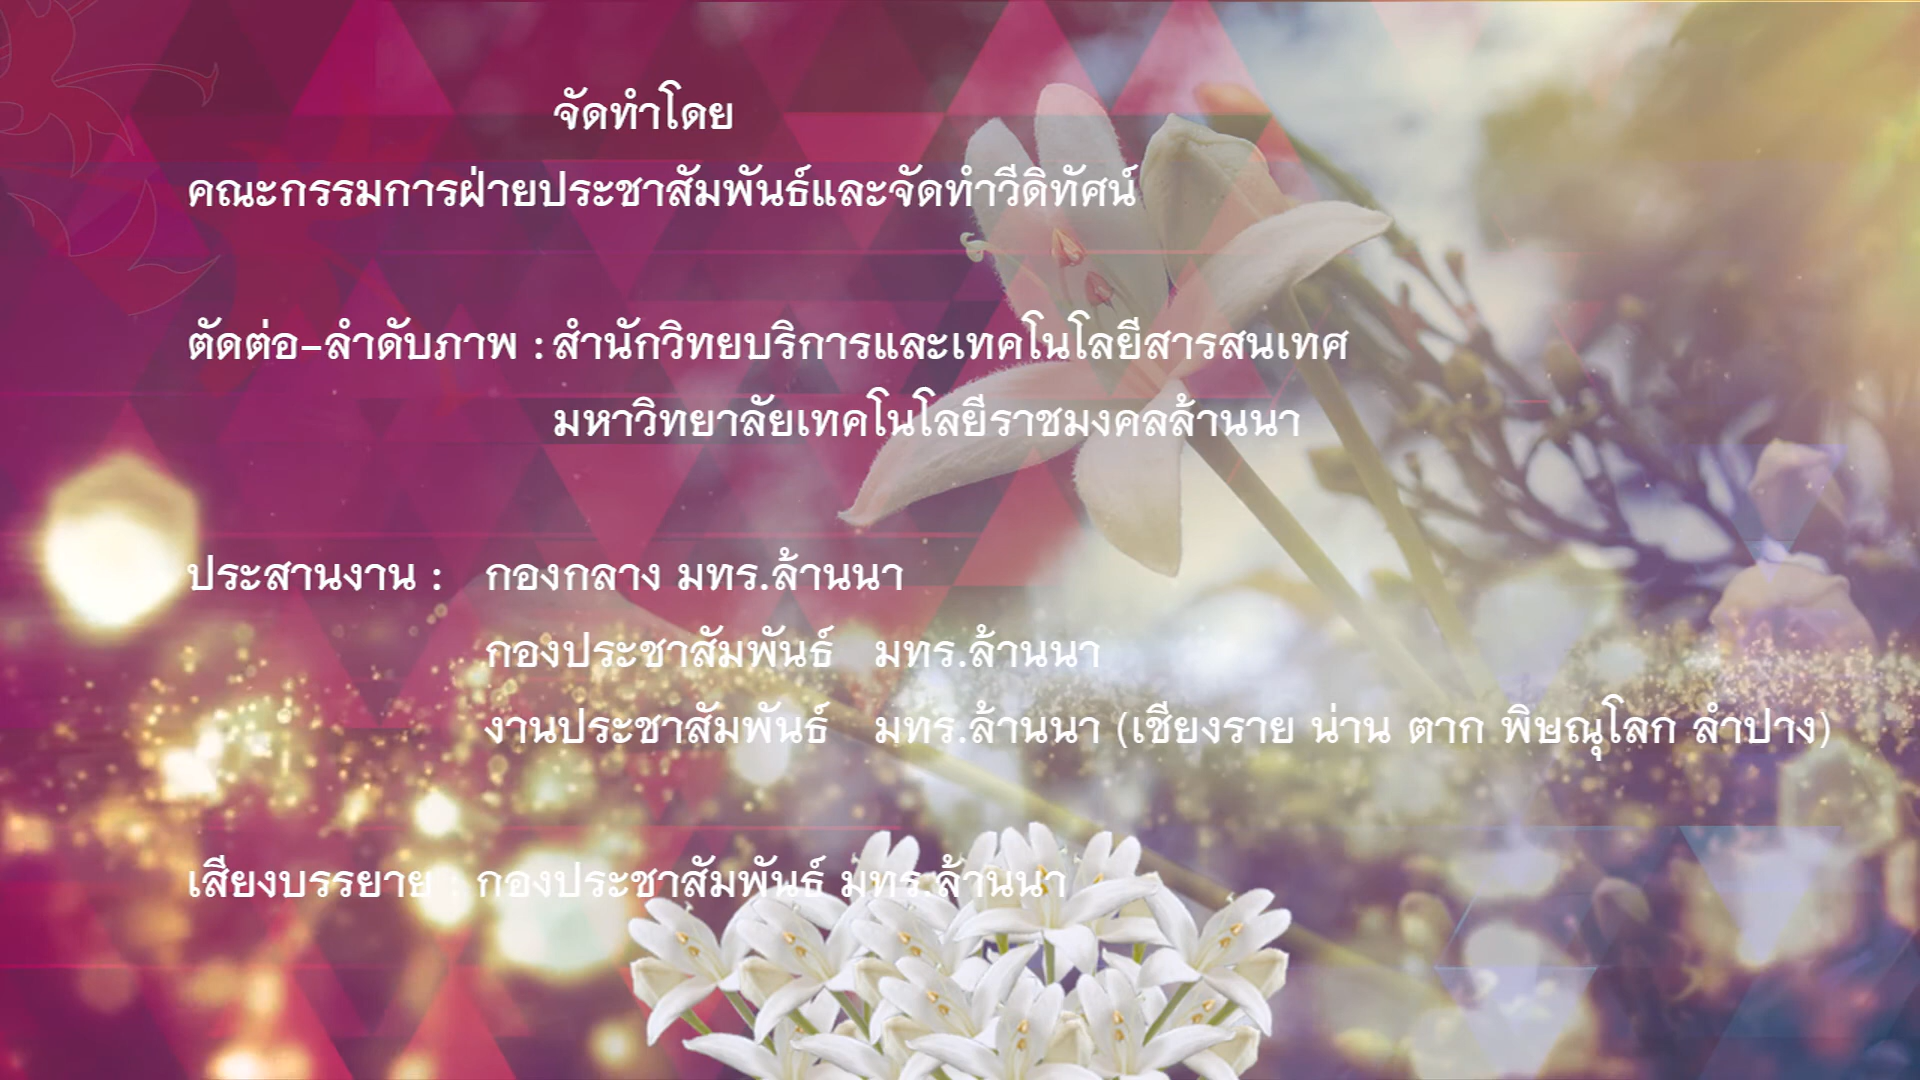 จัดทำโดย
คณะกรรมการฝ่ายประชาสัมพันธ์และจัดทำวีดิทัศน์
ตัดต่อ-ลำดับภาพ : สำนักวิทยบริการและเทคโนโลยีสารสนเทศ
มหาวิทยาลัยเทคโนโลยีราชมงคลล้านนา
ประสานงาน : กองกลาง มทร.ล้านนา
กองประชาสัมพันธ์ มทร.ล้านนา
งานประชาสัมพันธ์ มทร.ล้านนา (เชียงราย น่าน ตาก พิษณุโลก ลำปาง)
เสียงบรรยาย : กองประชาสัมพันธ์ มทร.ล้านนา